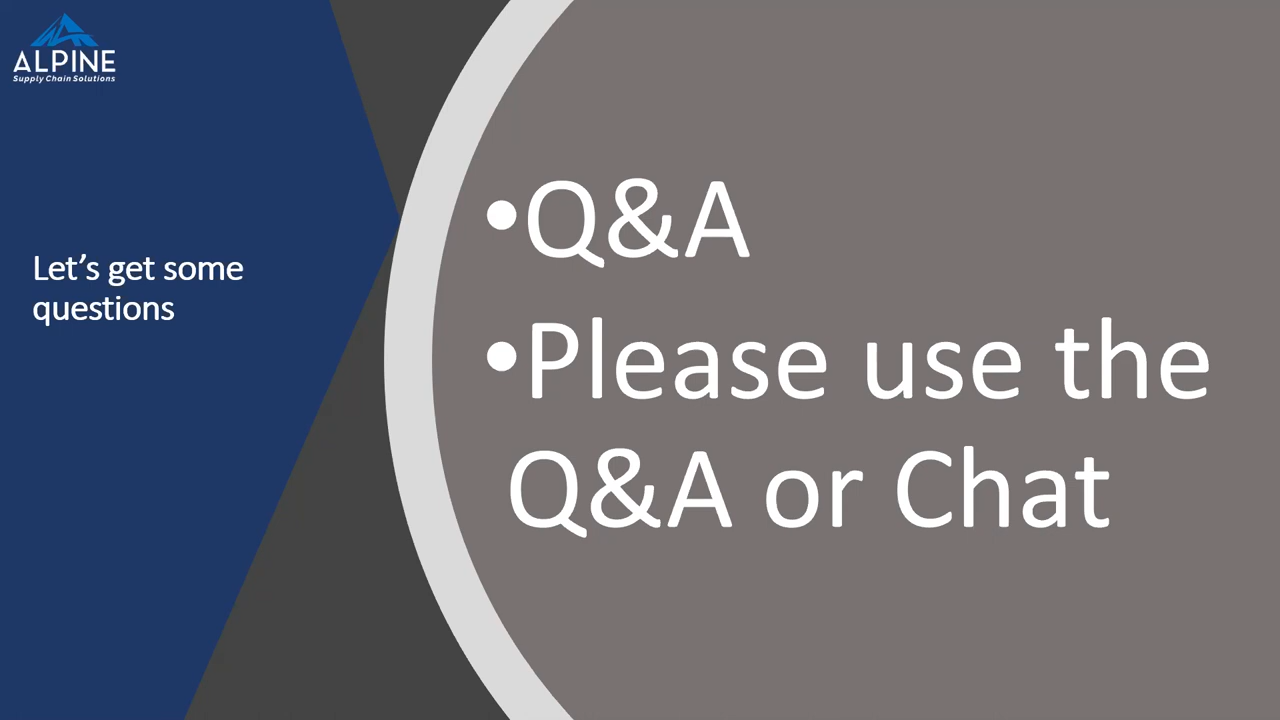 ALPINE
Supply Chain Solutions
Let’s get some
questions
•Q&A
•Please use the
Q&A or Chat